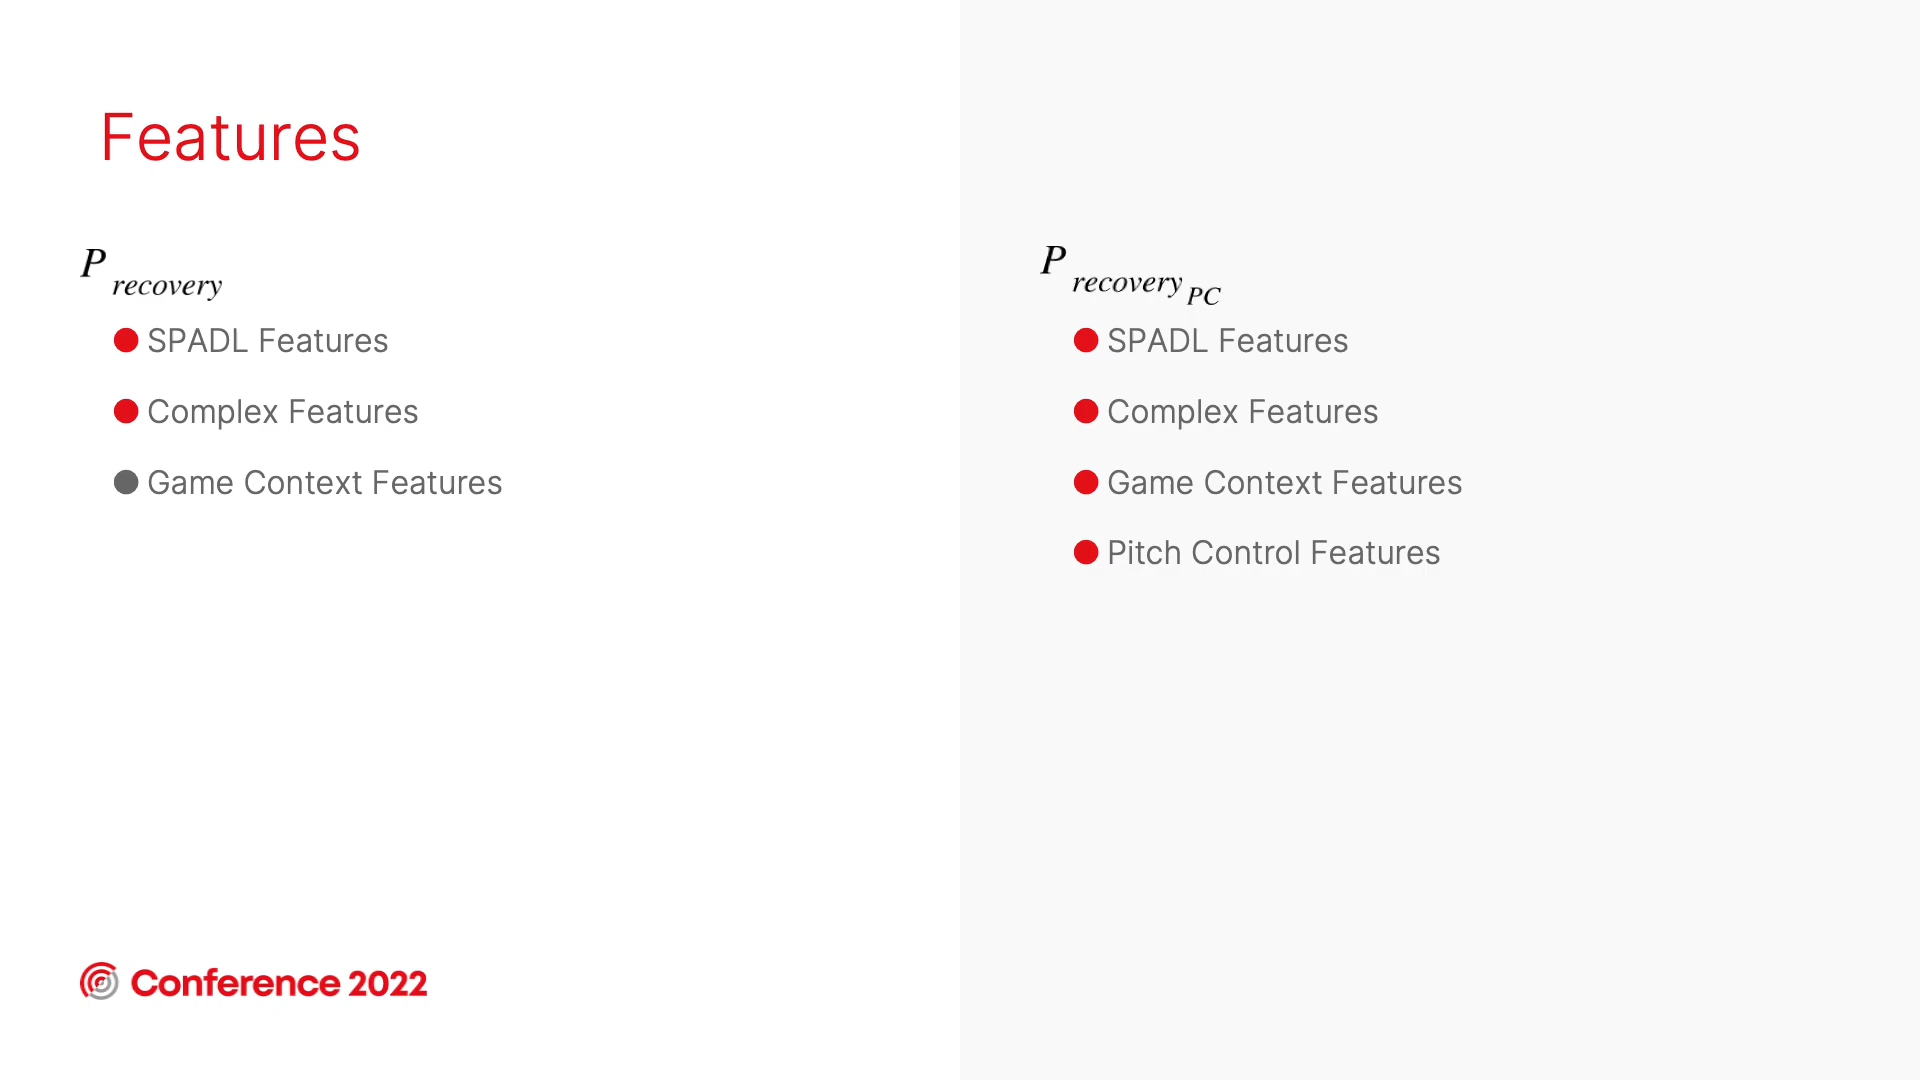 Features
P recovery
● SPADL Features
● Complex Features
● Game Context Features
P recovery PC
● SPADL Features
● Complex Features
● Game Context Features
● Pitch Control Features
Conference 2022